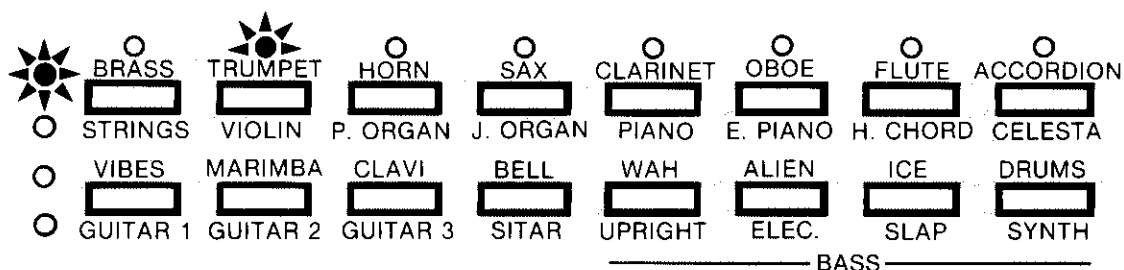 BRASS TRUMPET HORN SAX CLARINET OBOE FLUTE ACCORDION
STRINGS VIOLIN P. ORGAN J. ORGAN PIANO E. PIANO H. CHORD CELESTA
VIBES MARIMBA CLAVI BELL WAH ALIEN ICE DRUMS
GUITAR 1 GUITAR 2 GUITAR 3 SITAR UPRIGHT ELEC. SLAP SYNTH
BASS